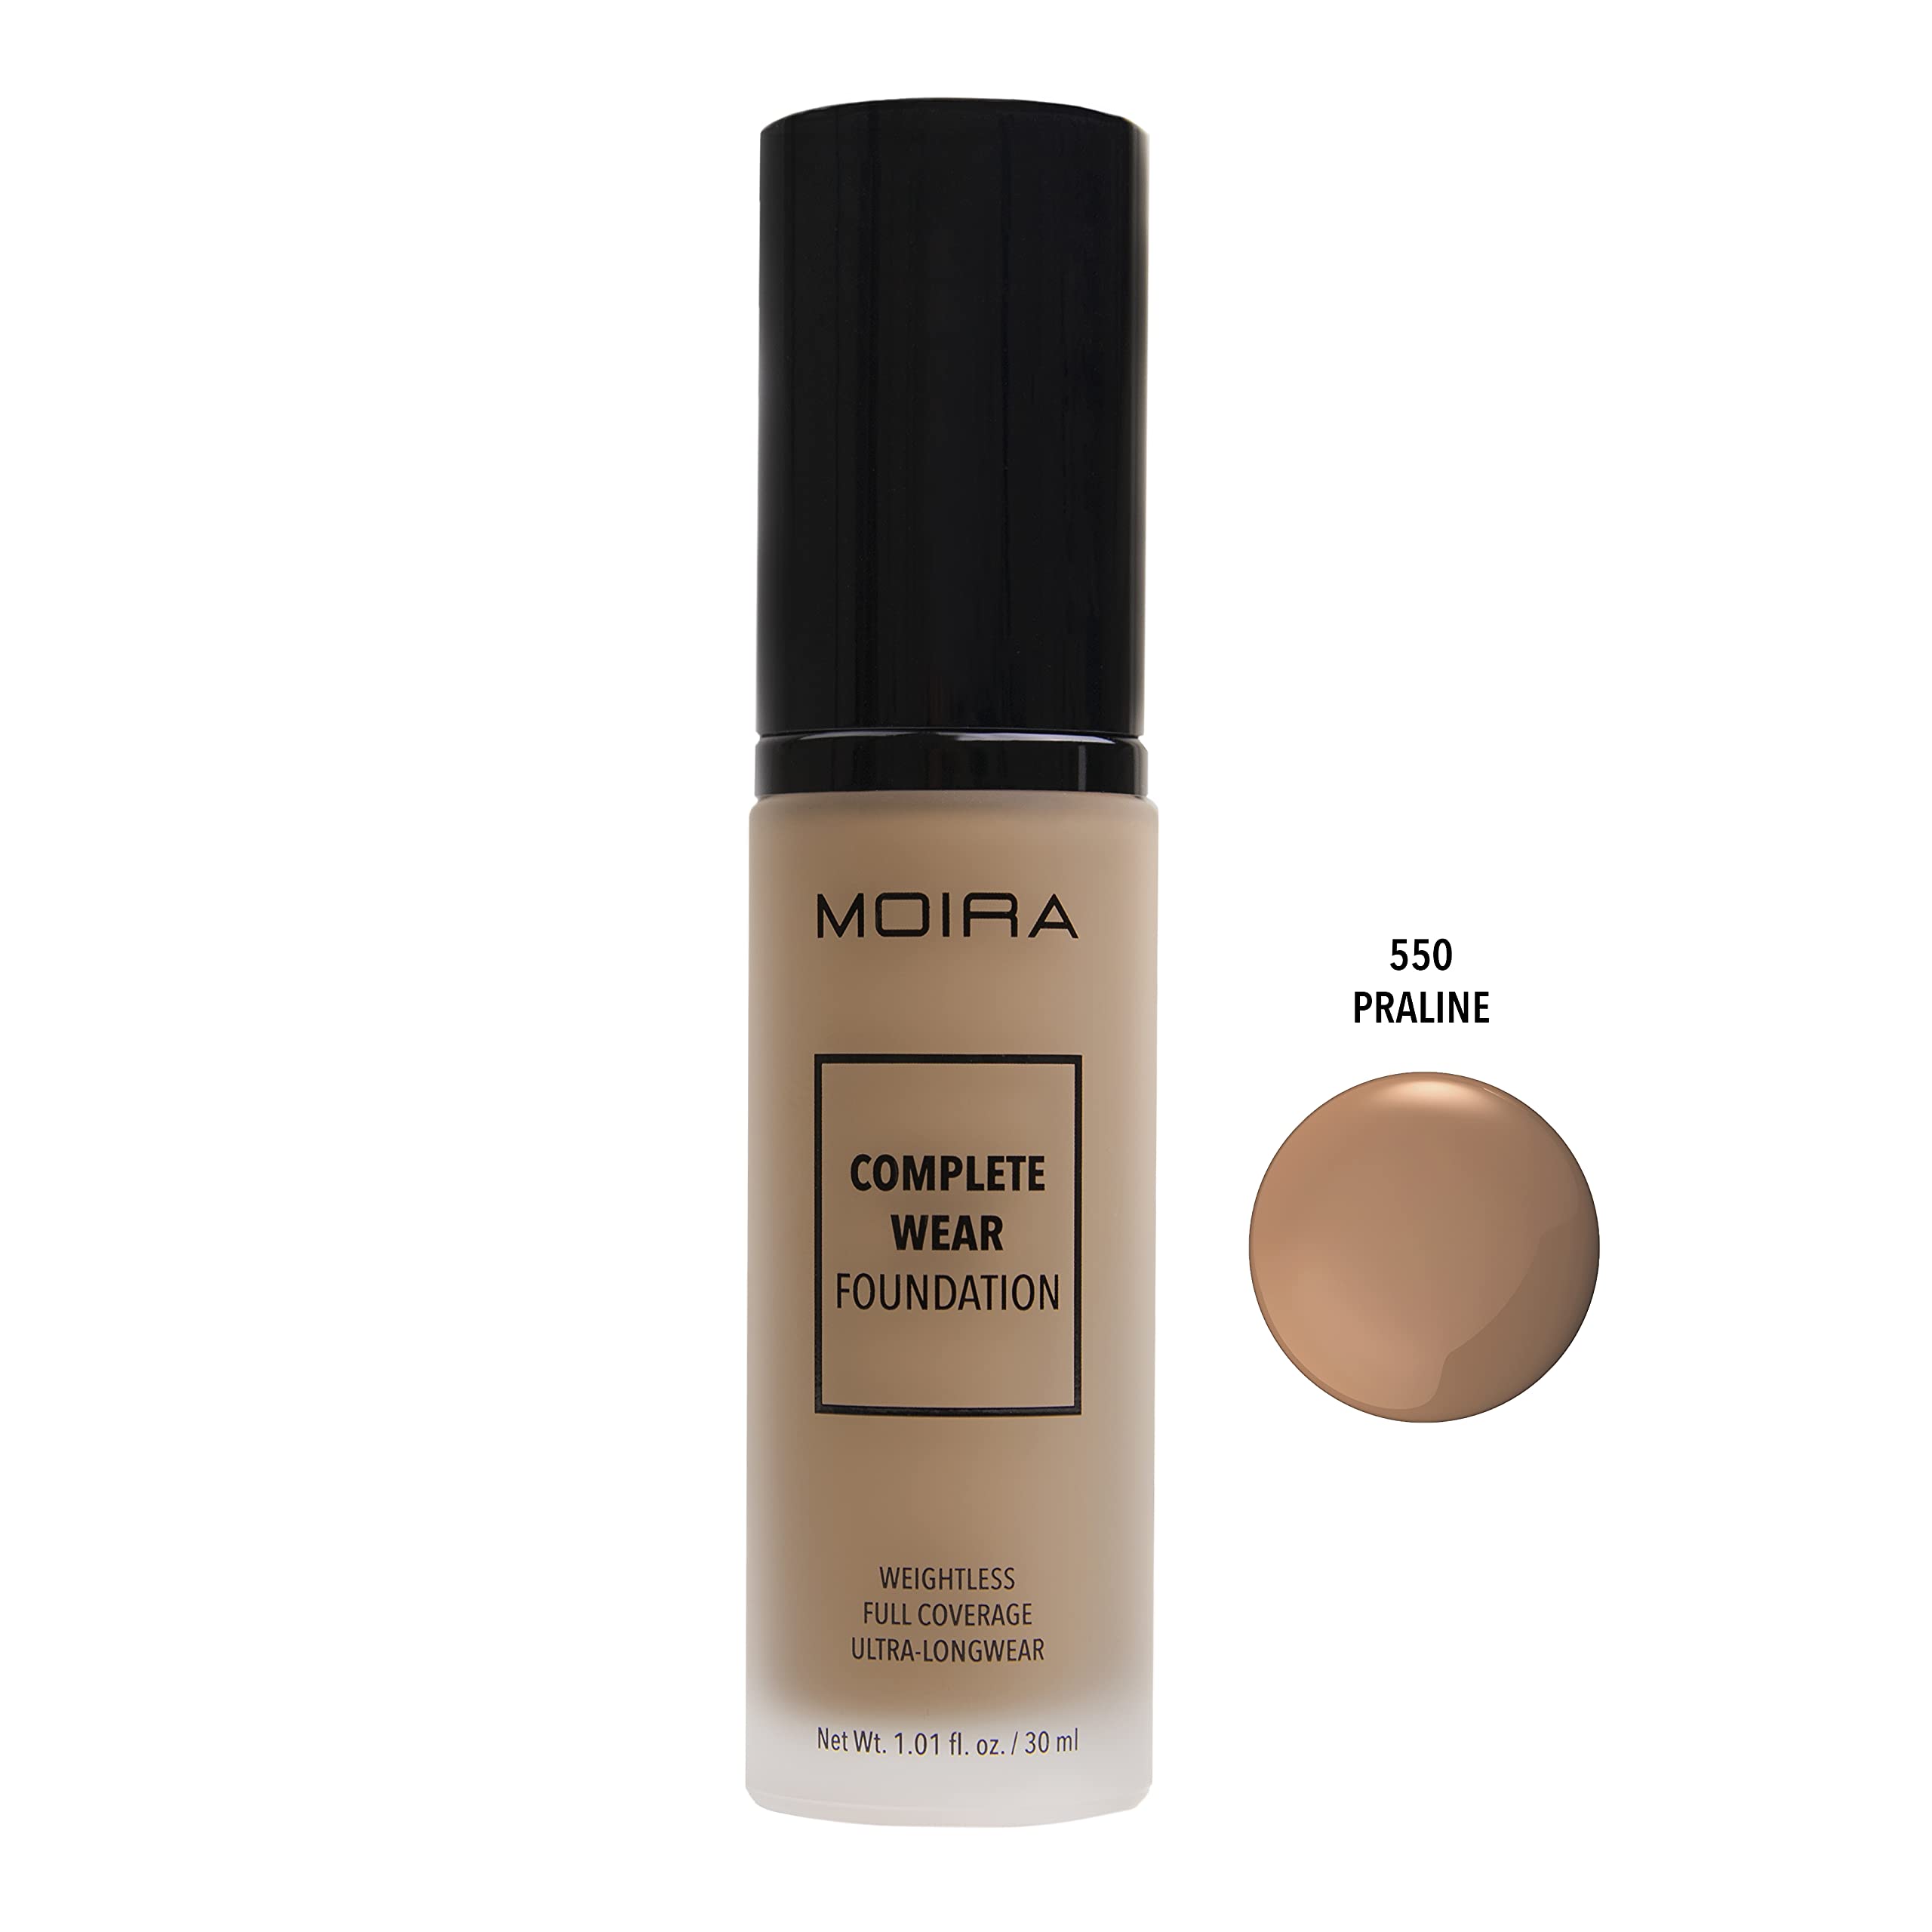 MOIRA
COMPLETE
WEAR
FOUNDATION
WEIGHTLESS
FULL COVERAGE
ULTRA-LONGWEAR
Net Wt. 1.01 fl. oz. / 30 ml
550
PRALINE